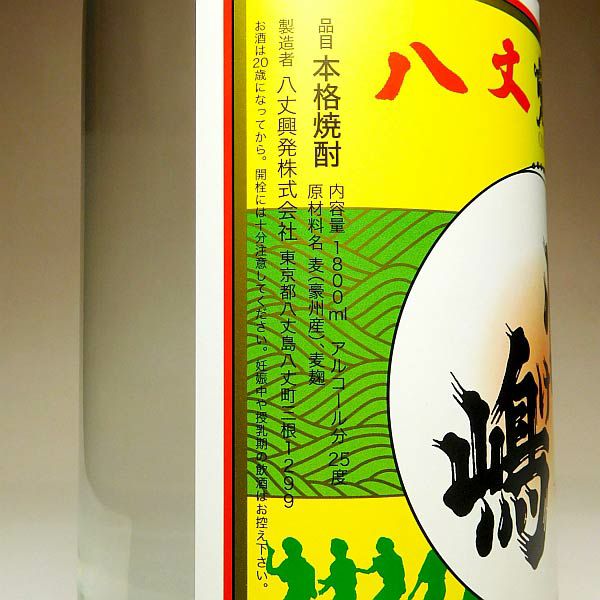 八丈
嶋
品目 本格焼酎
内容量 1800ml アルコール分 25度
原材料名 麦(豪州産)、麦麹
製造者 八丈興発株式会社 東京都八丈島八丈町三根1299
お酒は20歳になってから。開栓には十分注意してください。妊娠中や授乳期の飲酒はお控え下さい。